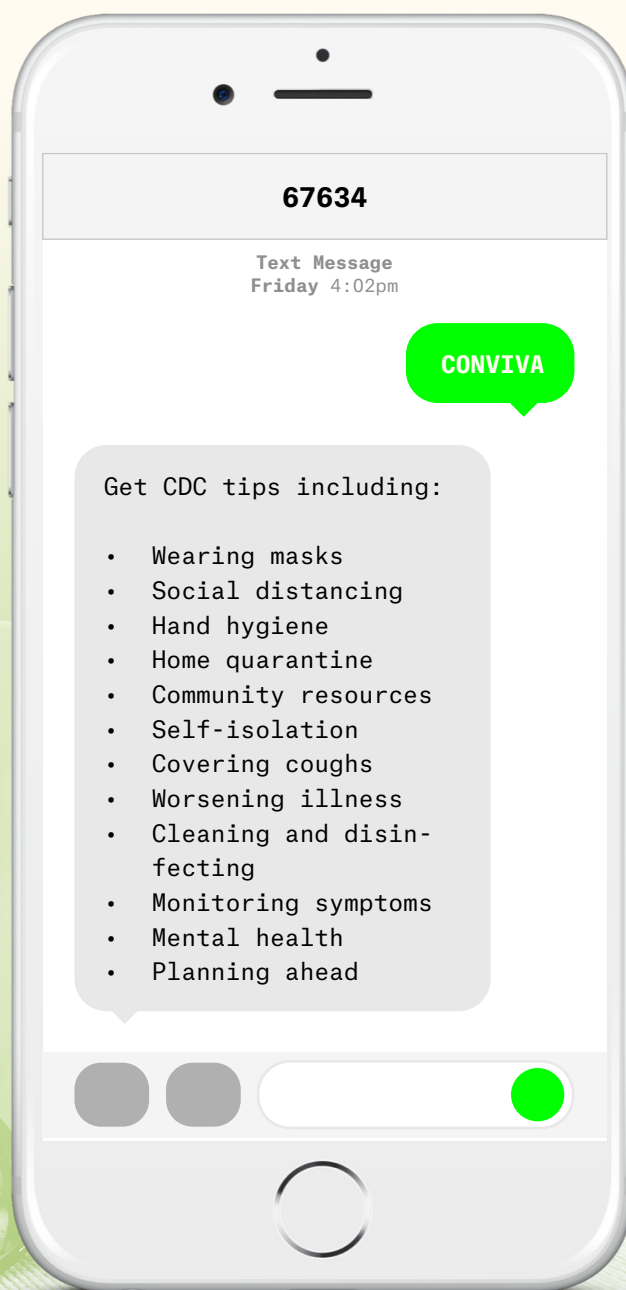 67634
Text Message
Friday 4:02pm
CONVIVA
Get CDC tips including:
• Wearing masks
• Social distancing
• Hand hygiene
• Home quarantine
• Community resources
• Self-isolation
• Covering coughs
• Worsening illness
• Cleaning and disin-
fecting
• Monitoring symptoms
• Mental health
• Planning ahead